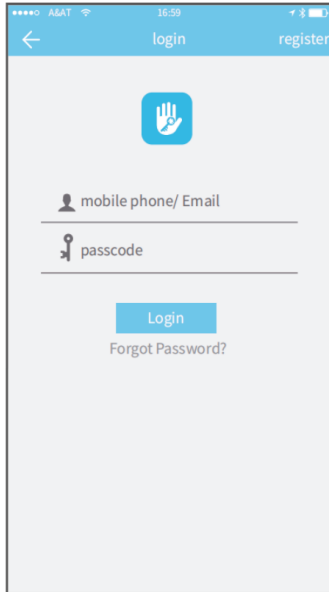 A&AT 16:59
login register
mobile phone/ Email
passcode
Login
Forgot Password?